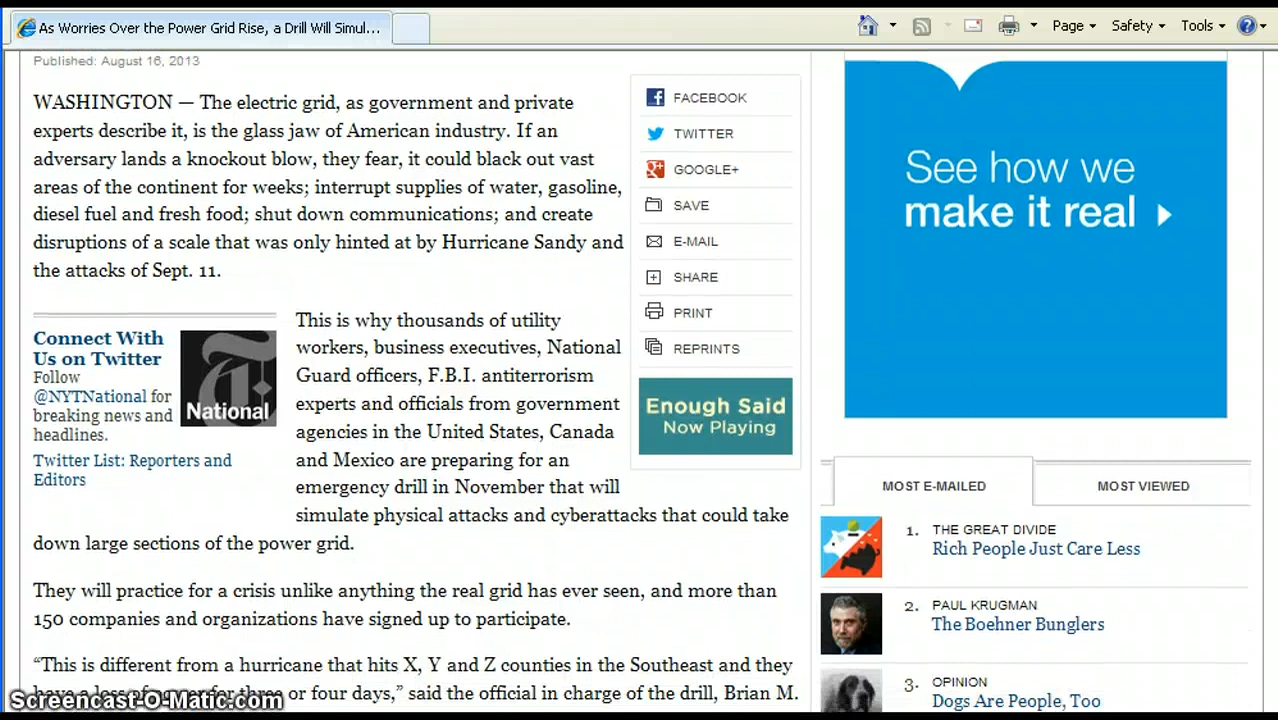 As Worries Over the Power Grid Rise, a Drill Will Simul...
Page
Safety
Tools
Published: August 16, 2013
WASHINGTON — The electric grid, as government and private
experts describe it, is the glass jaw of American industry. If an
adversary lands a knockout blow, they fear, it could black out vast
areas of the continent for weeks; interrupt supplies of water, gasoline,
diesel fuel and fresh food; shut down communications; and create
disruptions of a scale that was only hinted at by Hurricane Sandy and
the attacks of Sept. 11.
Connect With
Us on Twitter
Follow
@NYTNational for
breaking news and
headlines.
Twitter List: Reporters and
Editors
T
National
This is why thousands of utility
workers, business executives, National
Guard officers, F.B.I. antiterrorism
experts and officials from government
agencies in the United States, Canada
and Mexico are preparing for an
emergency drill in November that will
simulate physical attacks and cyberattacks that could take
down large sections of the power grid.
They will practice for a crisis unlike anything the real grid has ever seen, and more than
150 companies and organizations have signed up to participate.
“This is different from a hurricane that hits X, Y and Z counties in the Southeast and they
have a loss of power for three or four days,” said the official in charge of the drill, Brian M.
FACEBOOK
TWITTER
GOOGLE+
SAVE
E-MAIL
SHARE
PRINT
REPRINTS
Enough Said
Now Playing
See how we
make it real
MOST E-MAILED
MOST VIEWED
1. THE GREAT DIVIDE
Rich People Just Care Less
2. PAUL KRUGMAN
The Boehner Bunglers
3. OPINION
Dogs Are People, Too
Screencast-O-Matic.com